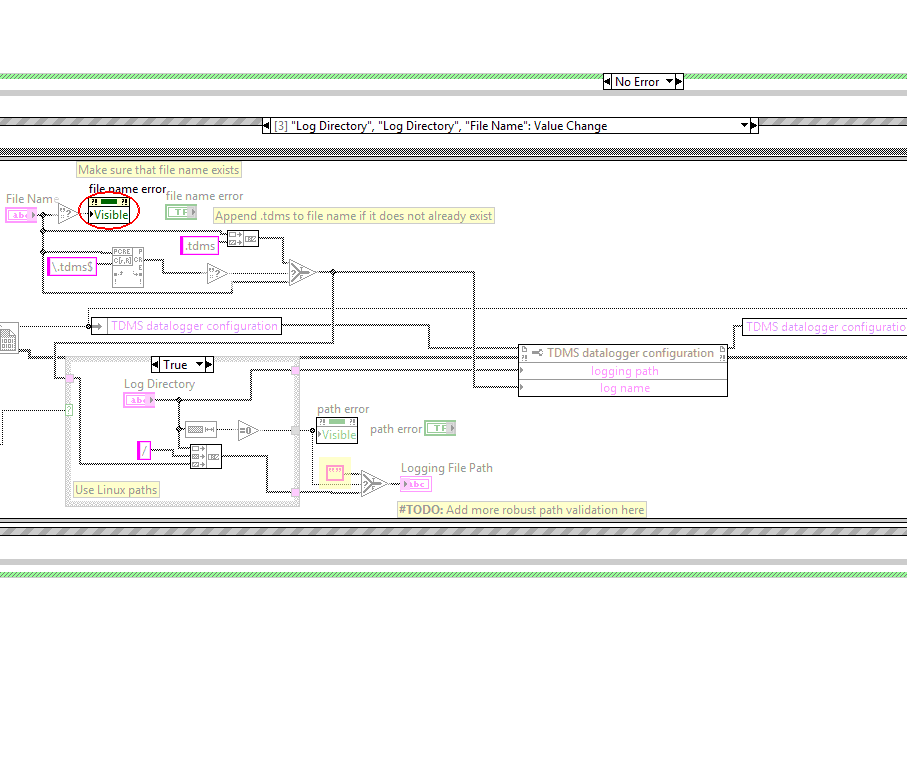 No Error
[3] "Log Directory", "Log Directory", "File Name": Value Change
Make sure that file name exists
file name error
file name error
File Name
abc
?
Visible
TF
Append .tdms to file name if it does not already exist
.tdms
\.tdms$
PCRE
TDMS datalogger configuration
TDMS datalogger configuration
TDMS datalogger configuration
logging path
log name
True
Log Directory
abc
=0
/
Use Linux paths
path error
Visible
path error
TF
""
Logging File Path
abc
#TODO: Add more robust path validation here